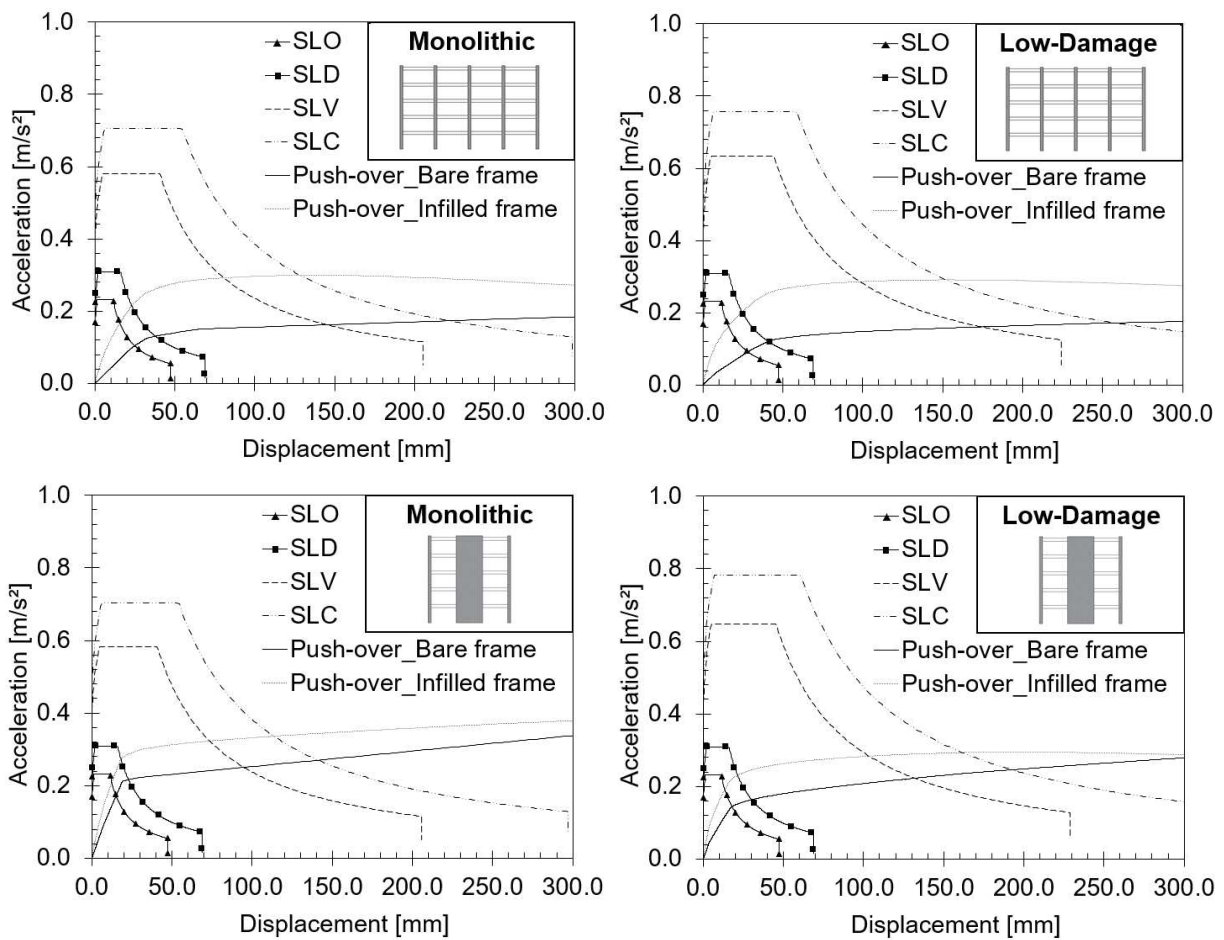 1.0
0.8
0.6
0.4
0.2
0.0
Acceleration [m/s²]
SLO
SLD
SLV
SLC
Push-over_Bare frame
Push-over_Infilled frame
Monolithic
0.0 50.0 100.0 150.0 200.0 250.0 300.0
Displacement [mm]
1.0
0.8
0.6
0.4
0.2
0.0
Acceleration [m/s²]
SLO
SLD
SLV
SLC
Push-over_Bare frame
Push-over_Infilled frame
Low-Damage
0.0 50.0 100.0 150.0 200.0 250.0 300.0
Displacement [mm]
1.0
0.8
0.6
0.4
0.2
0.0
Acceleration [m/s²]
SLO
SLD
SLV
SLC
Push-over_Bare frame
Push-over_Infilled frame
Monolithic
0.0 50.0 100.0 150.0 200.0 250.0 300.0
Displacement [mm]
1.0
0.8
0.6
0.4
0.2
0.0
Acceleration [m/s²]
SLO
SLD
SLV
SLC
Push-over_Bare frame
Push-over_Infilled frame
Low-Damage
0.0 50.0 100.0 150.0 200.0 250.0 300.0
Displacement [mm]